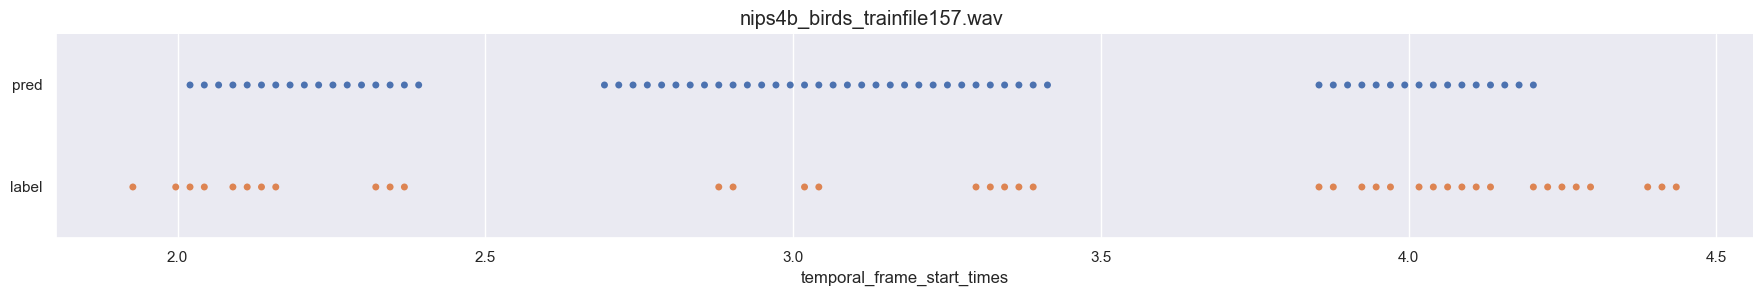 nips4b_birds_trainfile157.wav
pred
label
2.0 2.5 3.0 3.5 4.0 4.5
temporal_frame_start_times